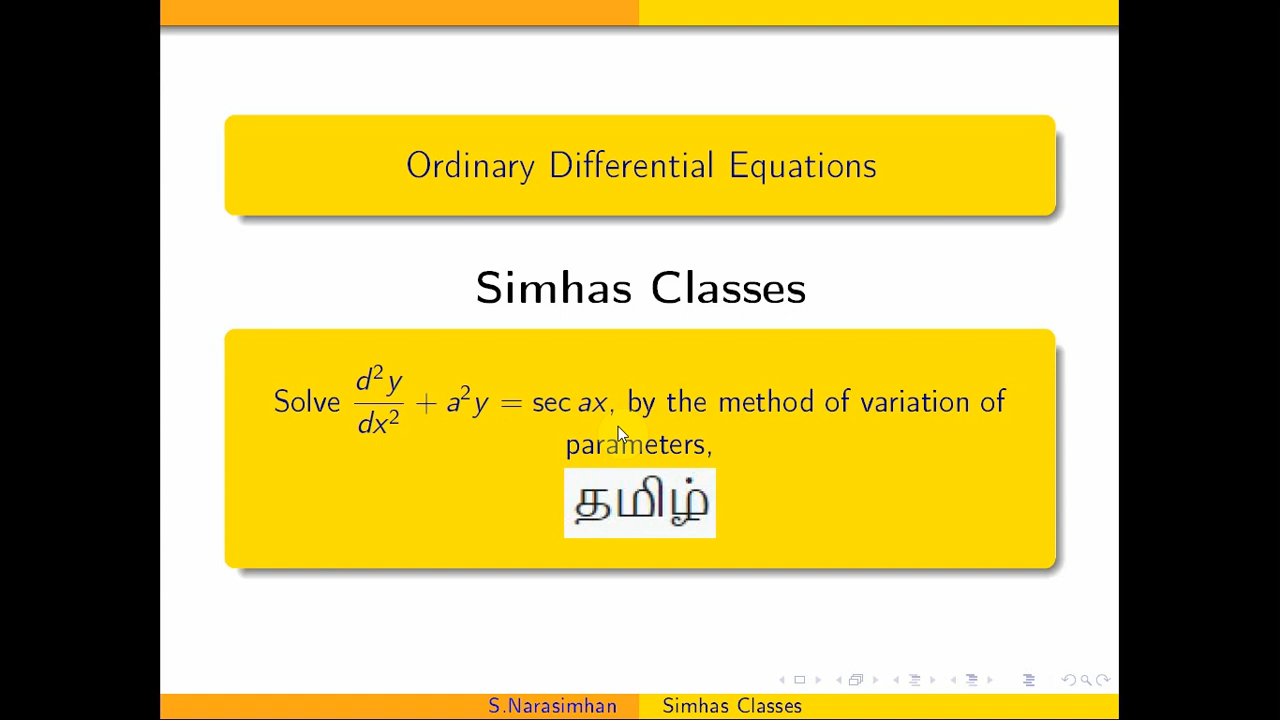 Ordinary Differential Equations
Simhas Classes
Solve d²y/dx² + a²y = sec ax, by the method of variation of
parameters,
தமிழ்
S.Narasimhan Simhas Classes